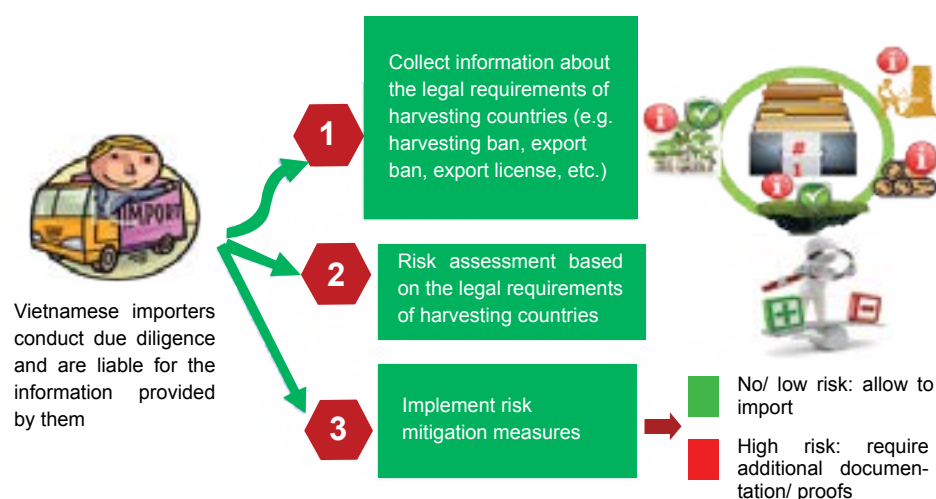 IMPORT
Vietnamese importers
conduct due diligence
and are liable for the
information provided
by them
1
Collect information about
the legal requirements of
harvesting countries (e.g.
harvesting ban, export
ban, export license, etc.)
2
Risk assessment based
on the legal requirements
of harvesting countries
3
Implement risk
mitigation measures
i
i
#
1
i
i
No/ low risk: allow to
import
High risk: require
additional documen-
tation/ proofs